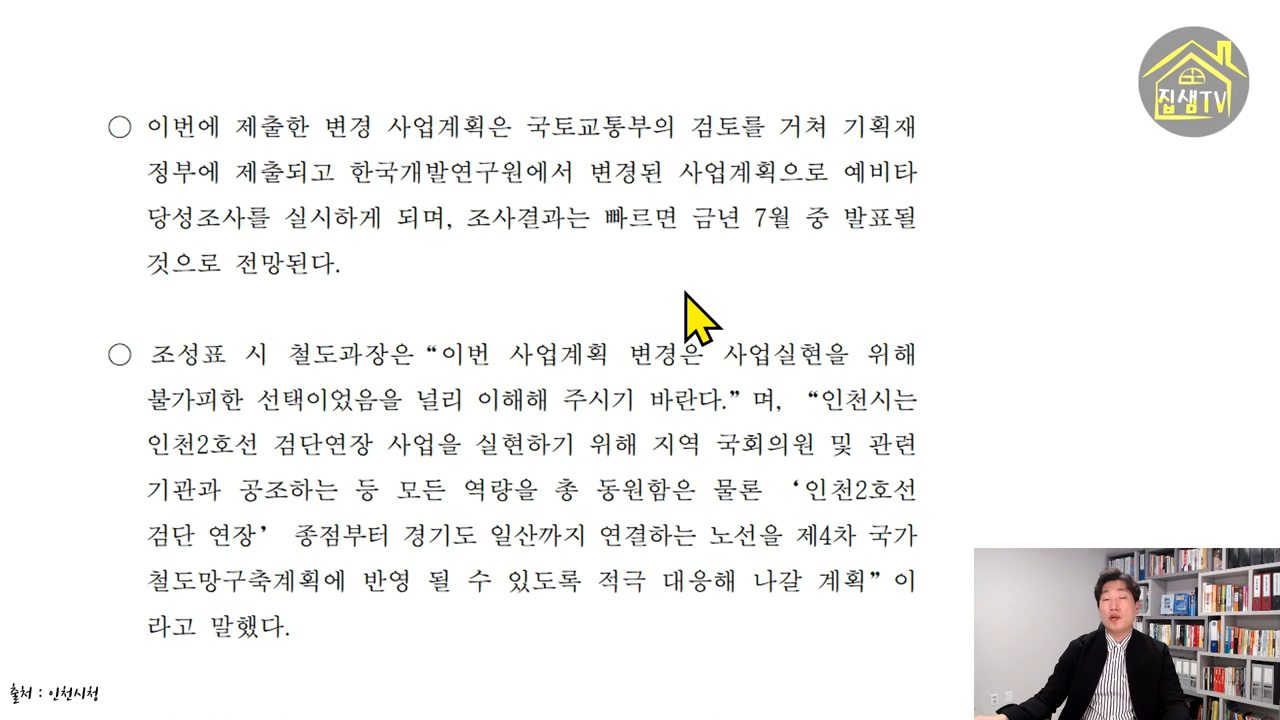 집샘TV
○ 이번에 제출한 변경 사업계획은 국토교통부의 검토를 거쳐 기획재
정부에 제출되고 한국개발연구원에서 변경된 사업계획으로 예비타
당성조사를 실시하게 되며, 조사결과는 빠르면 금년 7월 중 발표될
것으로 전망된다.
○ 조성표 시 철도과장은 “이번 사업계획 변경은 사업실현을 위해
불가피한 선택이었음을 널리 이해해 주시기 바란다.” 며, “인천시는
인천2호선 검단연장 사업을 실현하기 위해 지역 국회의원 및 관련
기관과 공조하는 등 모든 역량을 총 동원함은 물론 ‘인천2호선
검단 연장’ 종점부터 경기도 일산까지 연결하는 노선을 제4차 국가
철도망구축계획에 반영 될 수 있도록 적극 대응해 나갈 계획” 이
라고 말했다.
출처 : 인천시청